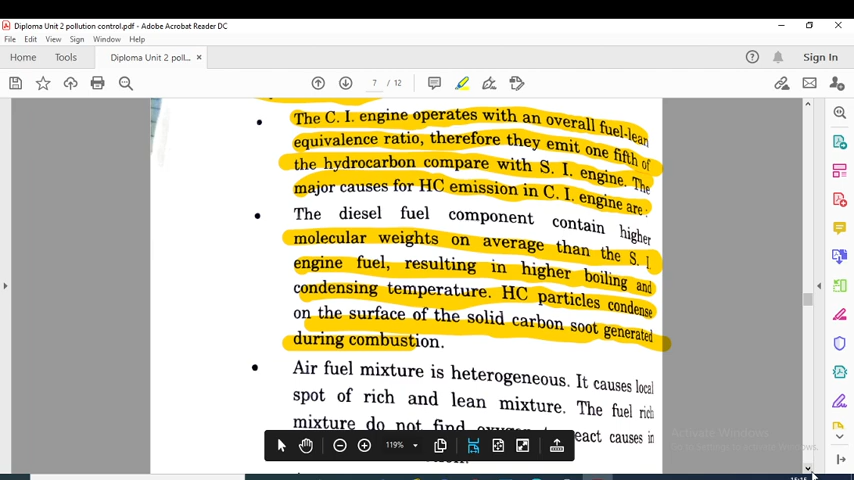 Diploma Unit 2 pollution control.pdf - Adobe Acrobat Reader DC
File Edit View Sign Window Help
Home Tools Diploma Unit 2 poll... × Sign In
7 / 12
• The C. I. engine operates with an overall fuel-lean
equivalence ratio, therefore they emit one fifth of
the hydrocarbon compare with S. I. engine. The
major causes for HC emission in C. I. engine are :
• The diesel fuel component contain higher
molecular weights on average than the S. I.
engine fuel, resulting in higher boiling and
condensing temperature. HC particles condense
on the surface of the solid carbon soot generated
during combustion.
• Air fuel mixture is heterogeneous. It causes local
spot of rich and lean mixture. The fuel rich
mixture do not find react causes in
119%
Activate Windows